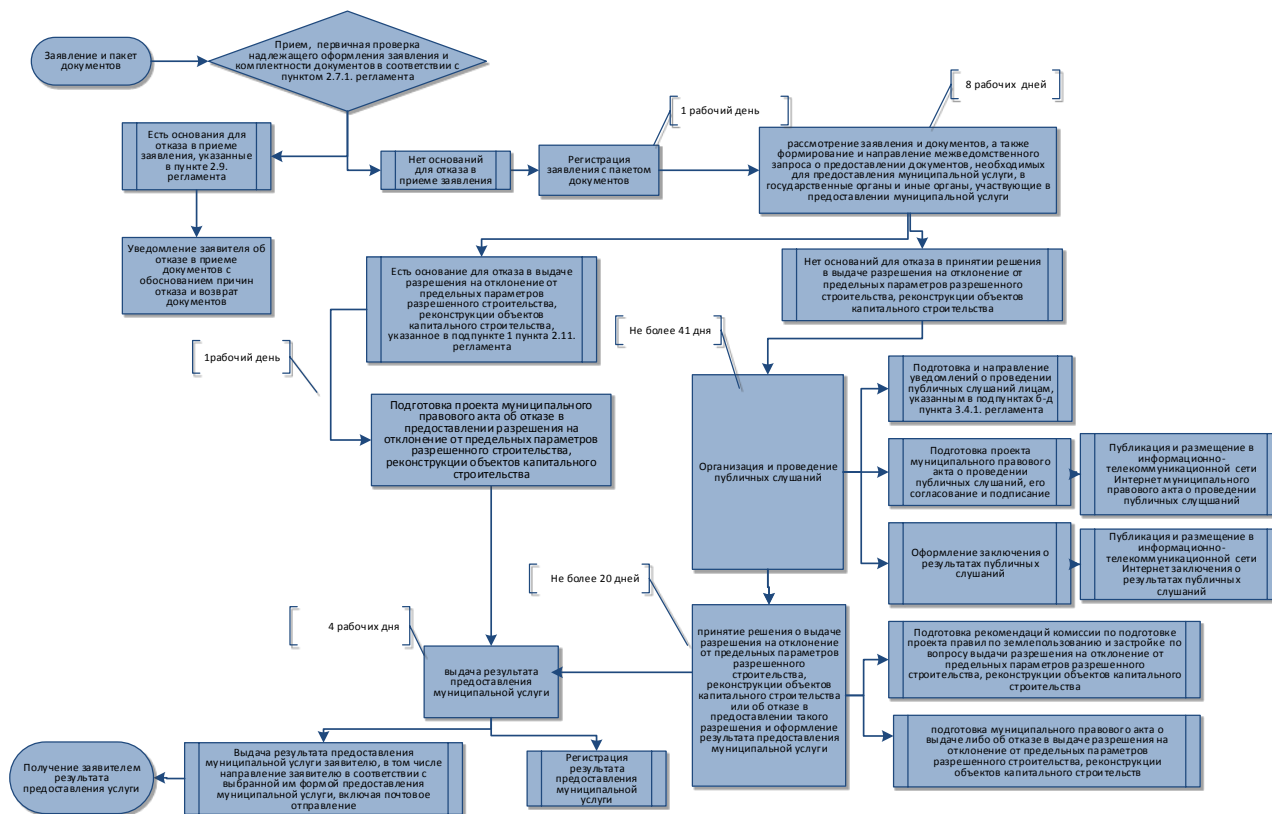 Заявление и пакет
документов
Прием, первичная проверка
надлежащего оформления заявления и
комплектности документов в соответствии с
пунктом 2.7.1. регламента
8 рабочих дней
1 рабочий день
Есть основания для
отказа в приеме
заявления, указанные
в пункте 2.9.
регламента
Нет оснований
для отказа в
приеме заявления
Регистрация
заявления с пакетом
документов
рассмотрение заявления и документов, а также
формирование и направление межведомственного
запроса о предоставлении документов, необходимых
для предоставления муниципальной услуги, в
государственные органы и иные органы, участвующие в
предоставлении муниципальной услуги
Уведомление заявителя об
отказе в приеме
документов с
обоснованием причин
отказа и возврат
документов
Есть основание для отказа в выдаче
разрешения на отклонение от
предельных параметров
разрешенного строительства,
реконструкции объектов
капитального строительства,
указанное в подпункте 1 пункта 2.11.
регламента
Нет оснований для отказа в принятии решения
в выдаче разрешения на отклонение от
предельных параметров разрешенного
строительства, реконструкции объектов
капитального строительства
Не более 41 дня
1рабочий день
Подготовка проекта муниципального
правового акта об отказе в
предоставлении разрешения на
отклонение от предельных параметров
разрешенного строительства,
реконструкции объектов капитального
строительства
Организация и проведение
публичных слушаний
Подготовка и направление
уведомлений о проведении
публичных слушаний лицам,
указанным в подпунктах б-д
пункта 3.4.1. регламента
Подготовка проекта
муниципального правового
акта о проведении
публичных слушаний, его
согласование и подписание
Публикация и размещение в
информационно-
телекоммуникационной сети
Интернет муниципального
правового акта о проведении
публичных слущшаний
Оформление заключения о
результатах публичных
слушаний
Публикация и размещение в
информационно-
телекоммуникационной сети
Интернет заключения о
результатах публичных
слушаний
Не более 20 дней
4 рабочих дня
выдача результата
предоставления
муниципальной услуги
принятие решения о выдаче
разрешения на отклонение
от предельных параметров
разрешенного
строительства,
реконструкции объектов
капитального строительства
или об отказе в
предоставлении такого
разрешения и оформление
результата предоставления
муниципальной услуги
Подготовка рекомендаций комиссии по подготовке
проекта правил по землепользованию и застройке по
вопросу выдачи разрешения на отклонение от
предельных параметров разрешенного
строительства, реконструкции объектов капитального
строительства
подготовка муниципального правового акта о
выдаче либо об отказе в выдаче разрешения на
отклонение от предельных параметров
разрешенного строительства, реконструкции
объектов капитального строительств
Получение заявителем
результата
предоставления услуги
Выдача результата предоставления
муниципальной услуги заявителю, в том числе
направление заявителю в соответствии с
выбранной им формой предоставления
муниципальной услуги, включая почтовое
отправление
Регистрация
результата
предоставления
муниципальной
услуги